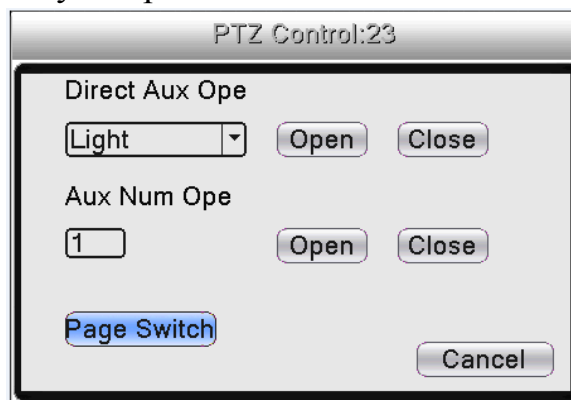 PTZ Control:23
Direct Aux Ope
Light Open Close
Aux Num Ope
1 Open Close
Page Switch
Cancel